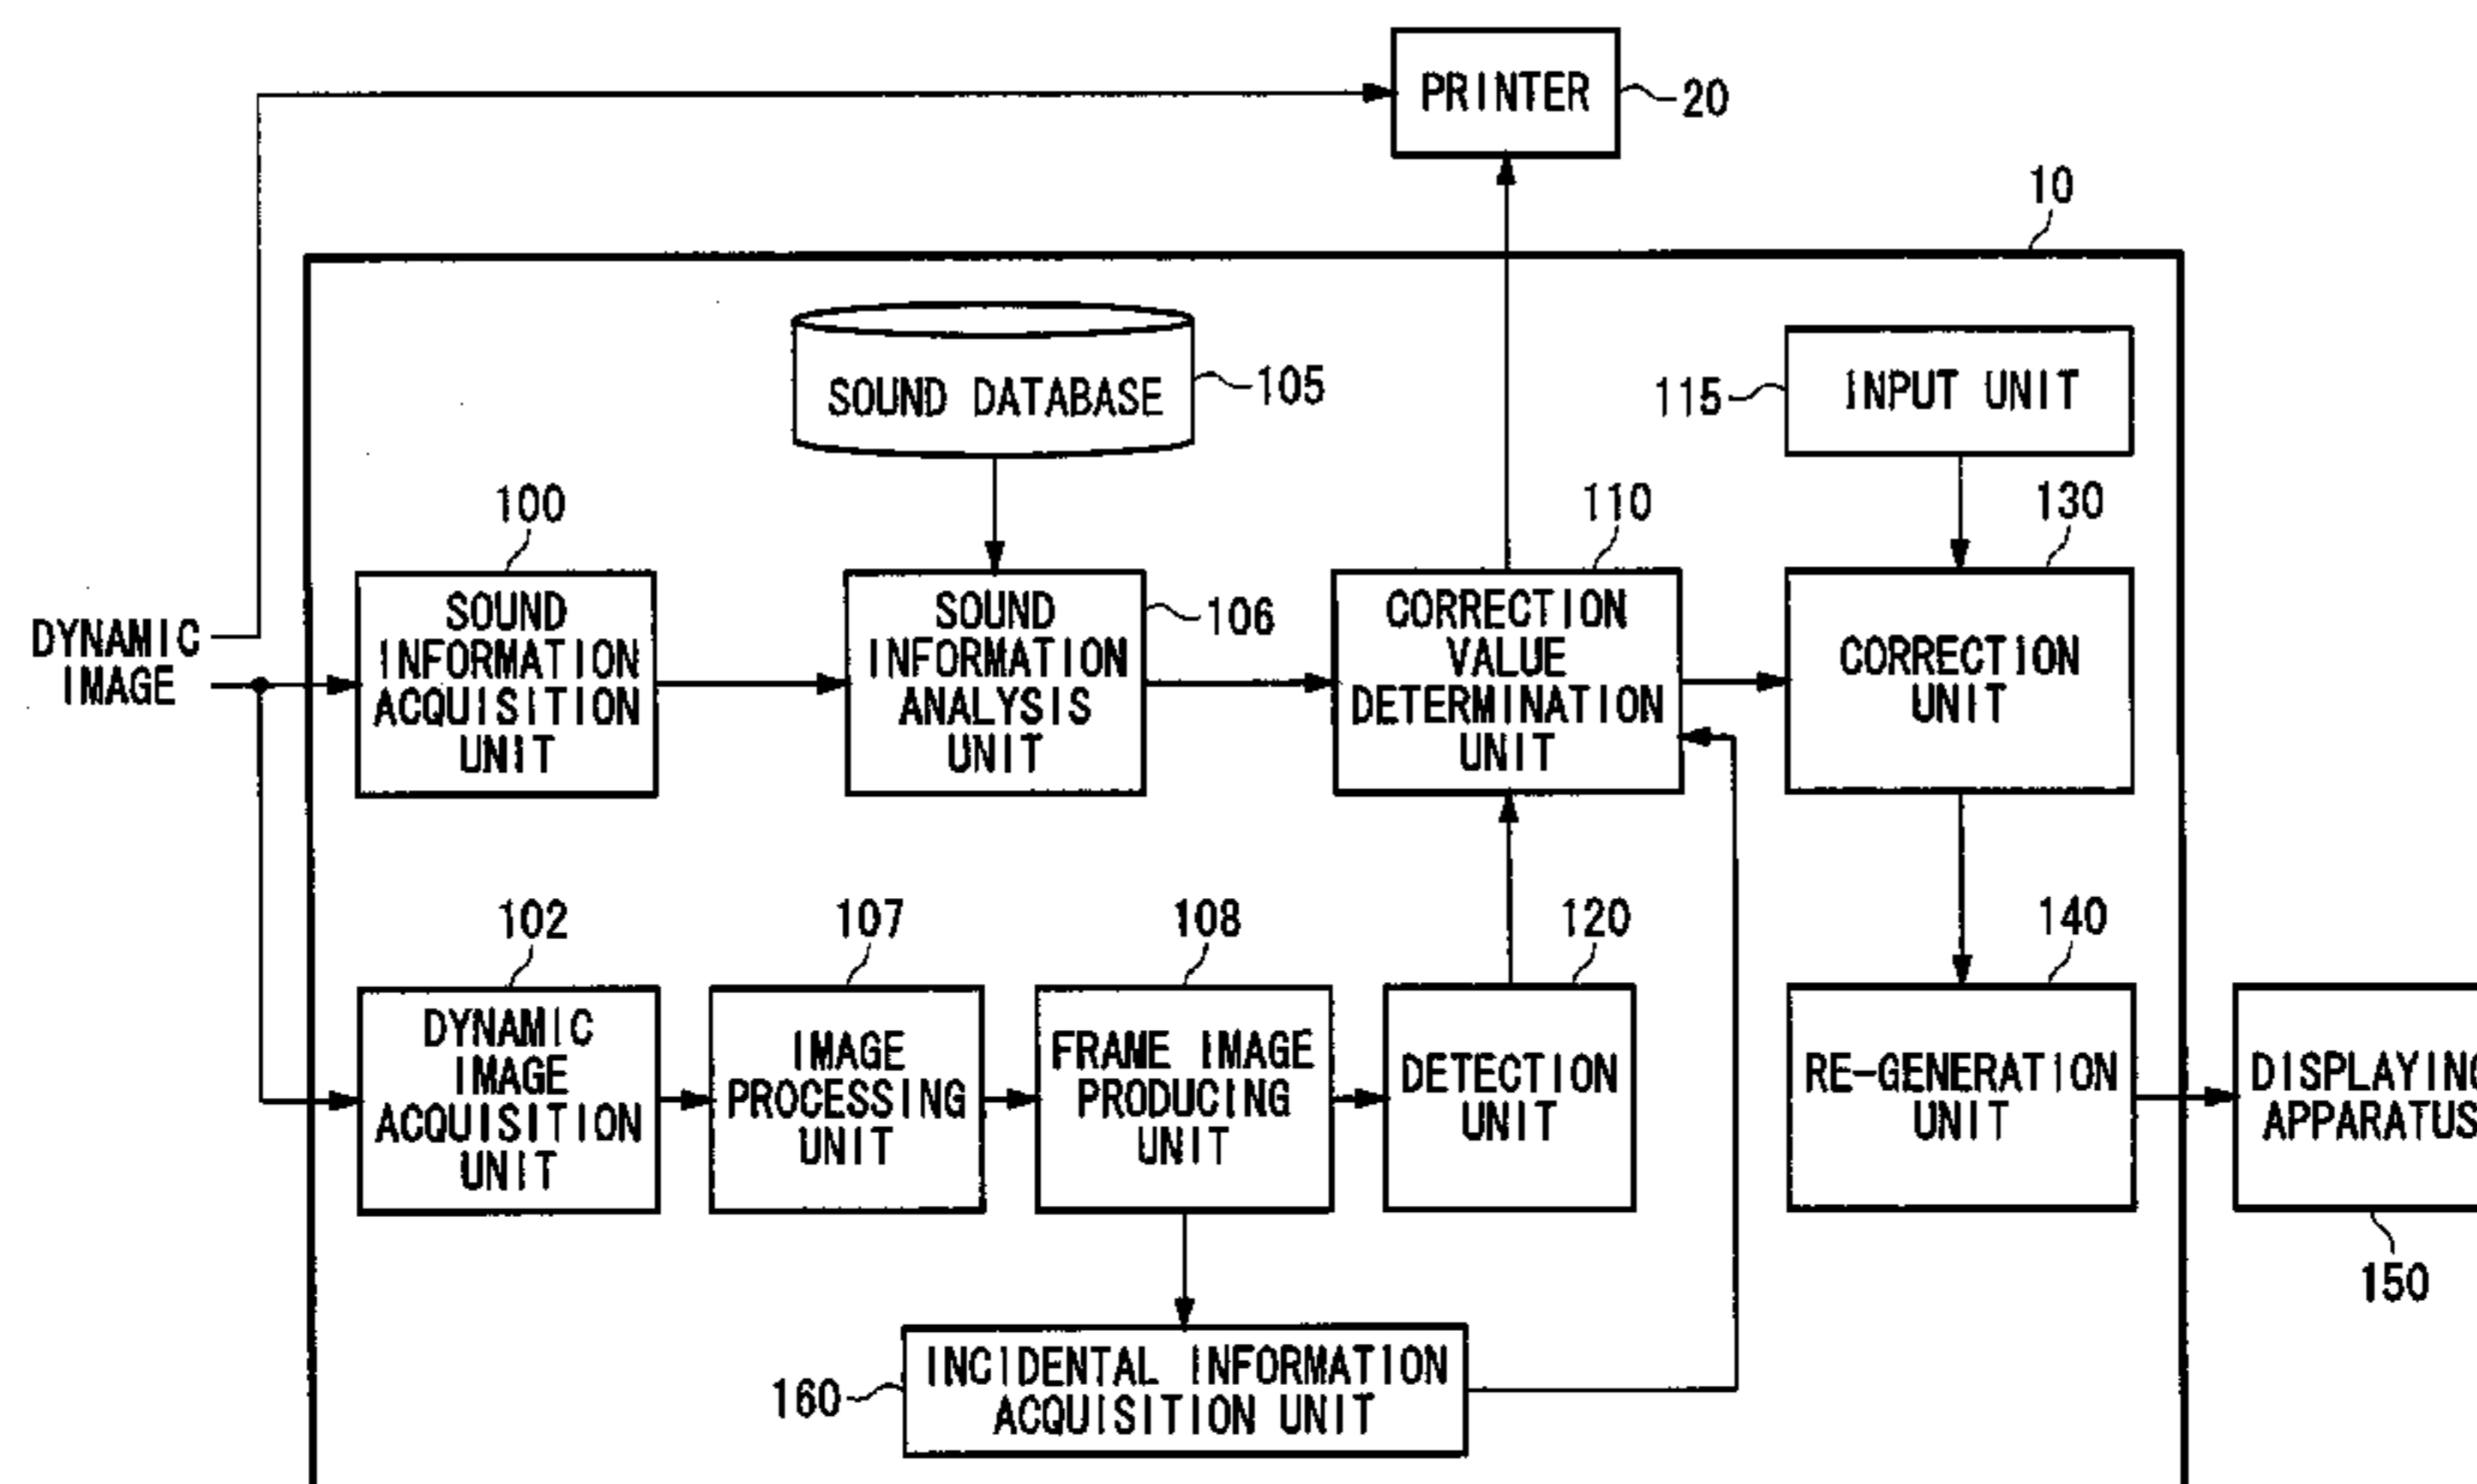 PRINTER
20
10
SOUND DATABASE
105
115
INPUT UNIT
100
110
130
DYNAMIC
IMAGE
SOUND
INFORMATION
ACQUISITION
UNIT
SOUND
INFORMATION
ANALYSIS
UNIT
106
CORRECTION
VALUE
DETERMINATION
UNIT
CORRECTION
UNIT
102
107
108
120
140
DYNAMIC
IMAGE
ACQUISITION
UNIT
IMAGE
PROCESSING
UNIT
FRAME IMAGE
PRODUCING
UNIT
DETECTION
UNIT
RE-GENERATION
UNIT
DISPLAYING
APPARATUS
150
160
INCIDENTAL INFORMATION
ACQUISITION UNIT